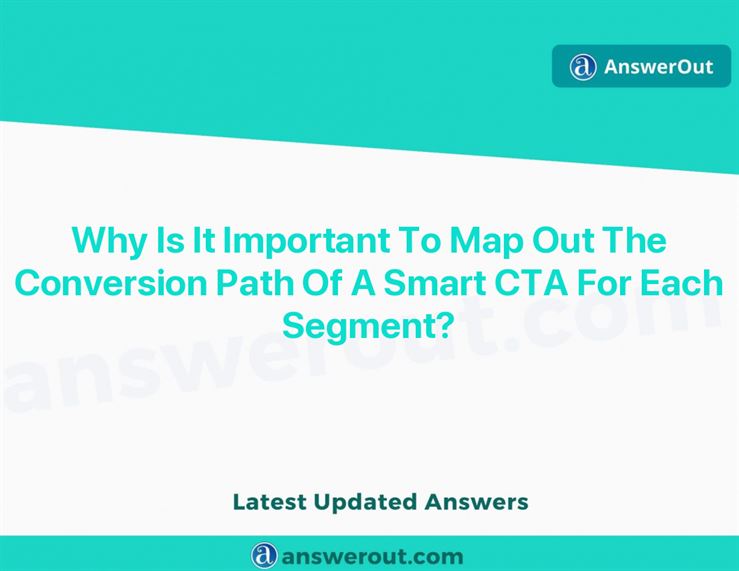 AnswerOut
Why Is It Important To Map Out The
Conversion Path Of A Smart CTA For Each
Segment?
answerout.com
Latest Updated Answers
answerout.com